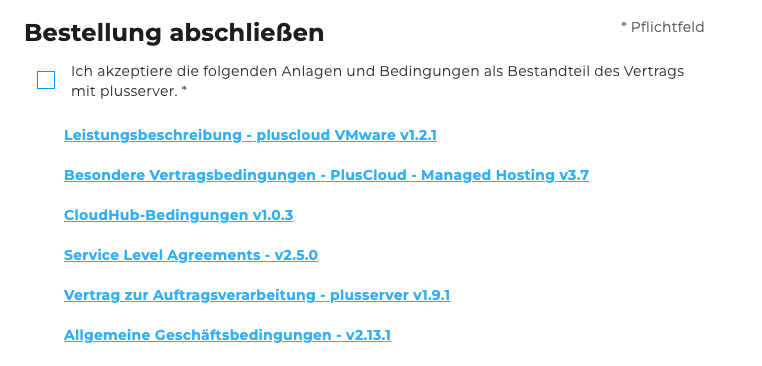 Bestellung abschließen
* Pflichtfeld
Ich akzeptiere die folgenden Anlagen und Bedingungen als Bestandteil des Vertrags
mit plusserver. *
Leistungsbeschreibung - pluscloud VMware v1.2.1
Besondere Vertragsbedingungen - PlusCloud - Managed Hosting v3.7
CloudHub-Bedingungen v1.0.3
Service Level Agreements - v2.5.0
Vertrag zur Auftragsverarbeitung - plusserver v1.9.1
Allgemeine Geschäftsbedingungen - v2.13.1